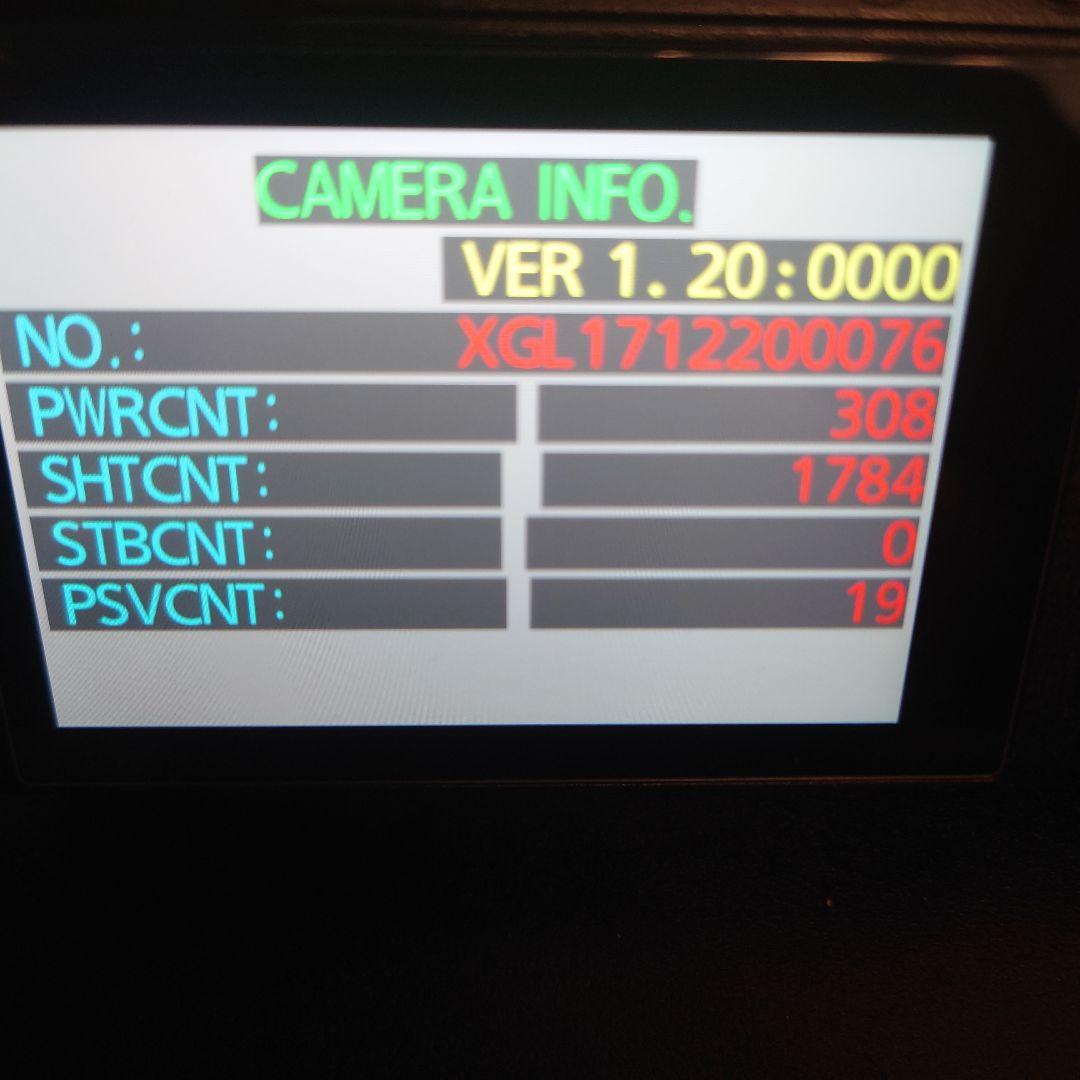 CAMERA INFO.
VER 1. 20:0000
NO.: XGL1712200076
PWRCNT: 308
SHTCNT: 1784
STBCNT: 0
PSVCNT: 19